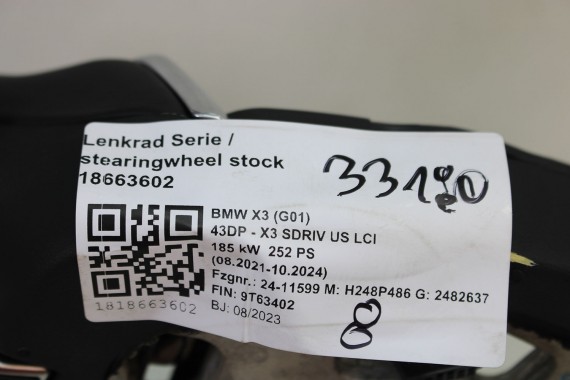 Lenkrad Serie /
stearingwheel stock
18663602
BMW X3 (G01)
43DP - X3 SDRIV US LCI
185 kW 252 PS
(08.2021-10.2024)
Fzgnr.: 24-11599 M: H248P486 G: 2482637
FIN: 9T63402
BJ: 08/2023
1818663602
8